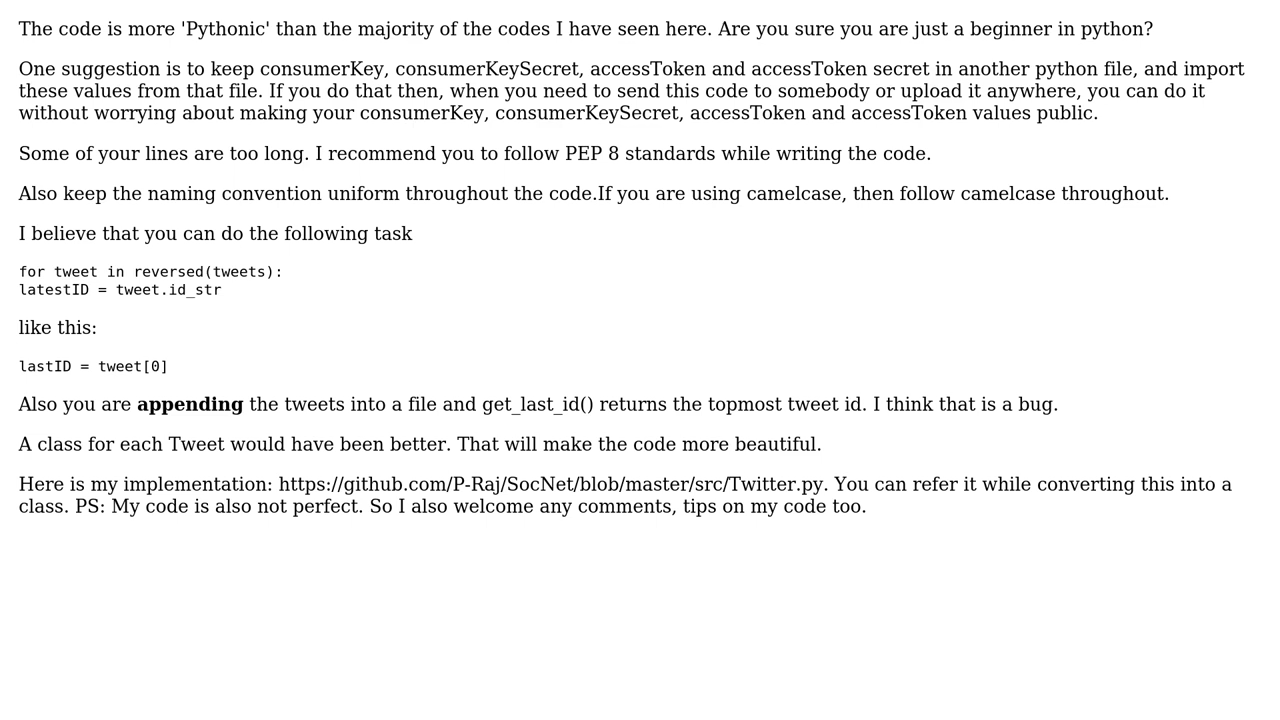 The code is more 'Pythonic' than the majority of the codes I have seen here. Are you sure you are just a beginner in python?
One suggestion is to keep consumerKey, consumerKeySecret, accessToken and accessToken secret in another python file, and import
these values from that file. If you do that then, when you need to send this code to somebody or upload it anywhere, you can do it
without worrying about making your consumerKey, consumerKeySecret, accessToken and accessToken values public.
Some of your lines are too long. I recommend you to follow PEP 8 standards while writing the code.
Also keep the naming convention uniform throughout the code.If you are using camelcase, then follow camelcase throughout.
I believe that you can do the following task
for tweet in reversed(tweets):
latestID = tweet.id_str
like this:
lastID = tweet[0]
Also you are appending the tweets into a file and get_last_id() returns the topmost tweet id. I think that is a bug.
A class for each Tweet would have been better. That will make the code more beautiful.
Here is my implementation: https://github.com/P-Raj/SocNet/blob/master/src/Twitter.py. You can refer it while converting this into a
class. PS: My code is also not perfect. So I also welcome any comments, tips on my code too.